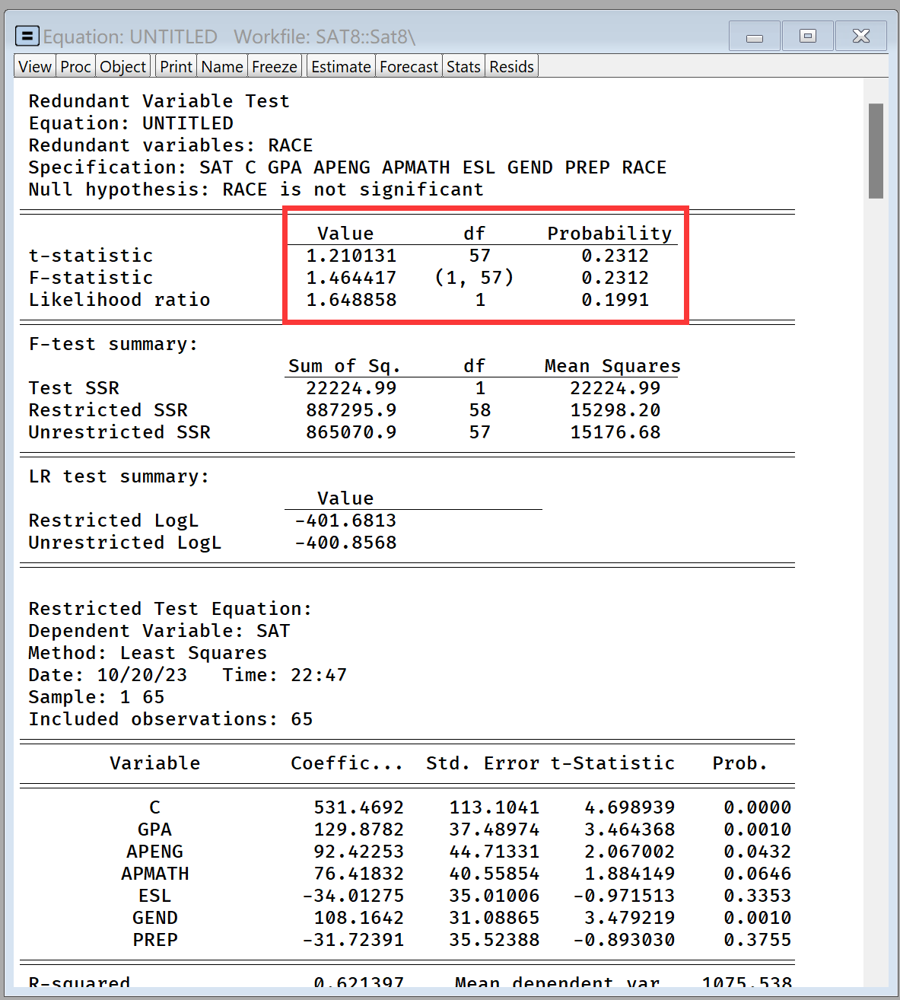 Equation: UNTITLED Workfile: SAT8::Sat8\
View Proc Object Print Name Freeze Estimate Forecast Stats Resids
Redundant Variable Test
Equation: UNTITLED
Redundant variables: RACE
Specification: SAT C GPA APENG APMATH ESL GEND PREP RACE
Null hypothesis: RACE is not significant
Value df Probability
t-statistic 1.210131 57 0.2312
F-statistic 1.464417 (1, 57) 0.2312
Likelihood ratio 1.648858 1 0.1991
F-test summary:
Sum of Sq. df Mean Squares
Test SSR 22224.99 1 22224.99
Restricted SSR 887295.9 58 15298.20
Unrestricted SSR 865070.9 57 15176.68
LR test summary:
Value
Restricted LogL -401.6813
Unrestricted LogL -400.8568
Restricted Test Equation:
Dependent Variable: SAT
Method: Least Squares
Date: 10/20/23 Time: 22:47
Sample: 1 65
Included observations: 65
Variable Coeffic... Std. Error t-Statistic Prob.
C 531.4692 113.1041 4.698939 0.0000
GPA 129.8782 37.48974 3.464368 0.0010
APENG 92.42253 44.71331 2.067002 0.0432
APMATH 76.41832 40.55854 1.884149 0.0646
ESL -34.01275 35.01006 -0.971513 0.3353
GEND 108.1642 31.08865 3.479219 0.0010
PREP -31.72391 35.52388 -0.893030 0.3755
R-squared 0.621397 Mean dependent var 1075.538